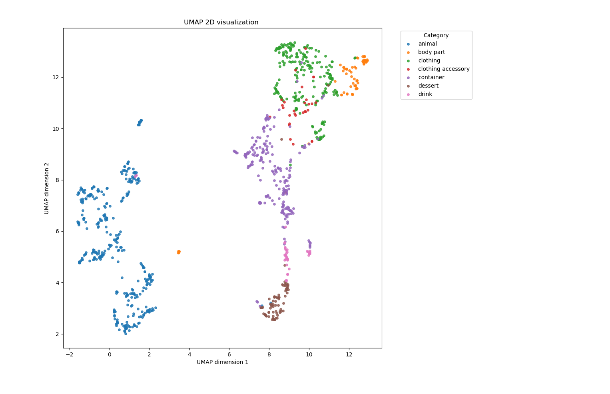 UMAP 2D visualization
Category
animal
body part
clothing
clothing accessory
container
dessert
drink
UMAP dimension 2
12
10
8
6
4
2
−2 0 2 4 6 8 10 12
UMAP dimension 1